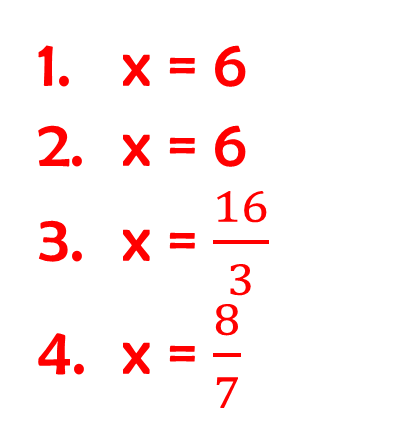 1. x = 6
2. x = 6
3. x = 16/3
4. x = 8/7